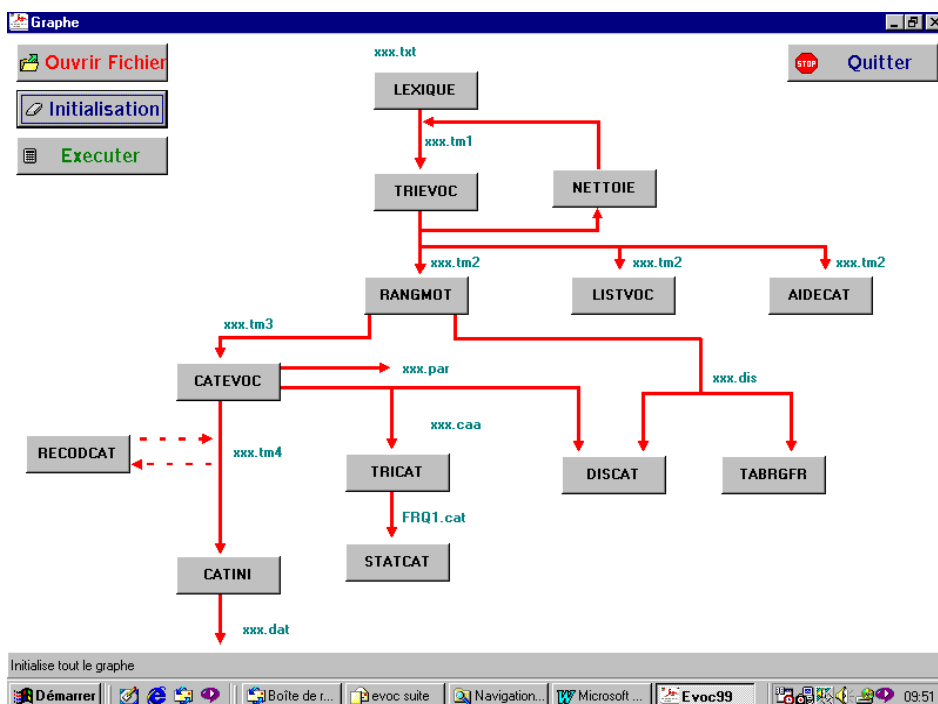 Graphe
xxx.txt
Ouvrir Fichier
STOP Quitter
LEXIQUE
Initialisation
xxx.tm1
Executer
TRIEVOC
NETTOIE
xxx.tm2
xxx.tm2
xxx.tm2
RANGMOT
LISTVOC
AIDECAT
xxx.tm3
xxx.par
CATEVOC
xxx.dis
xxx.caa
RECODCAT
xxx.tm4
TRICAT
DISCAT
TABRGFR
FRQ1.cat
STATCAT
CATINI
xxx.dat
Initialise tout le graphe
Démarrer
Boîte de r...
evoc suite
Navigation...
Microsoft ...
Evoc99
09:51